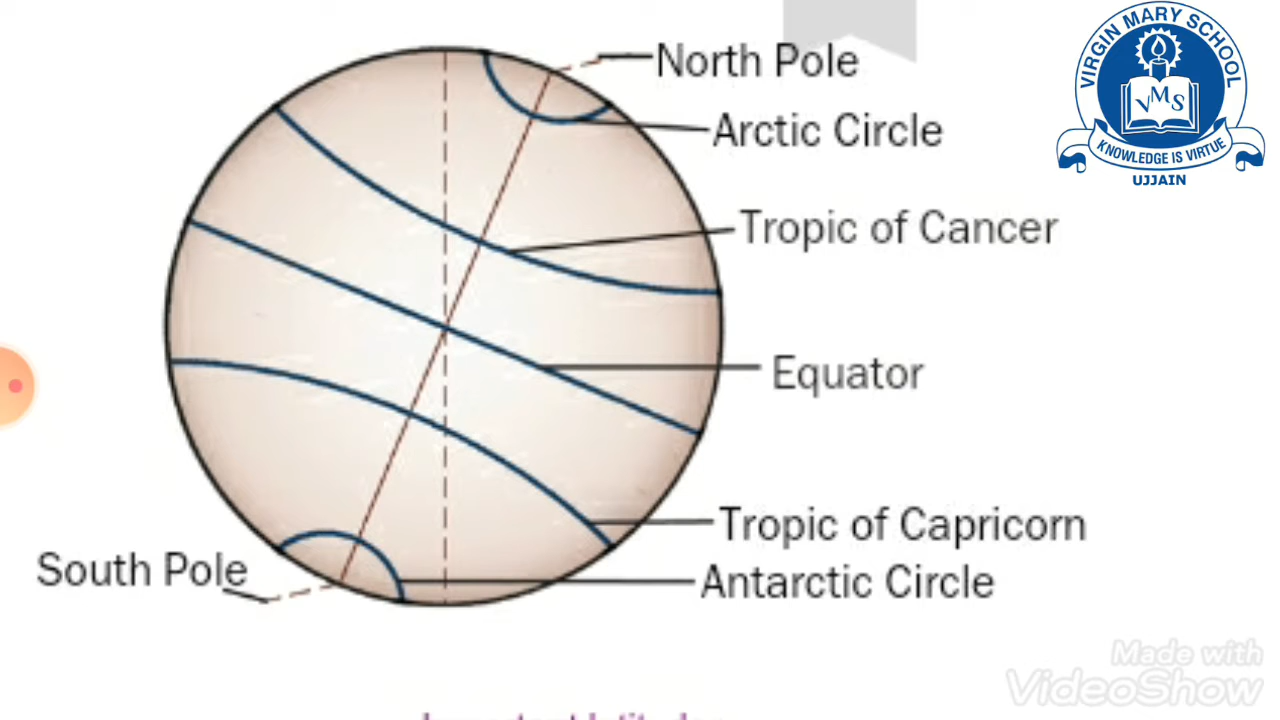 North Pole
Arctic Circle
Tropic of Cancer
Equator
Tropic of Capricorn
South Pole
Antarctic Circle
VIRGIN MARY SCHOOL
VMS
KNOWLEDGE IS VIRTUE
UJJAIN
Made with
VideoShow